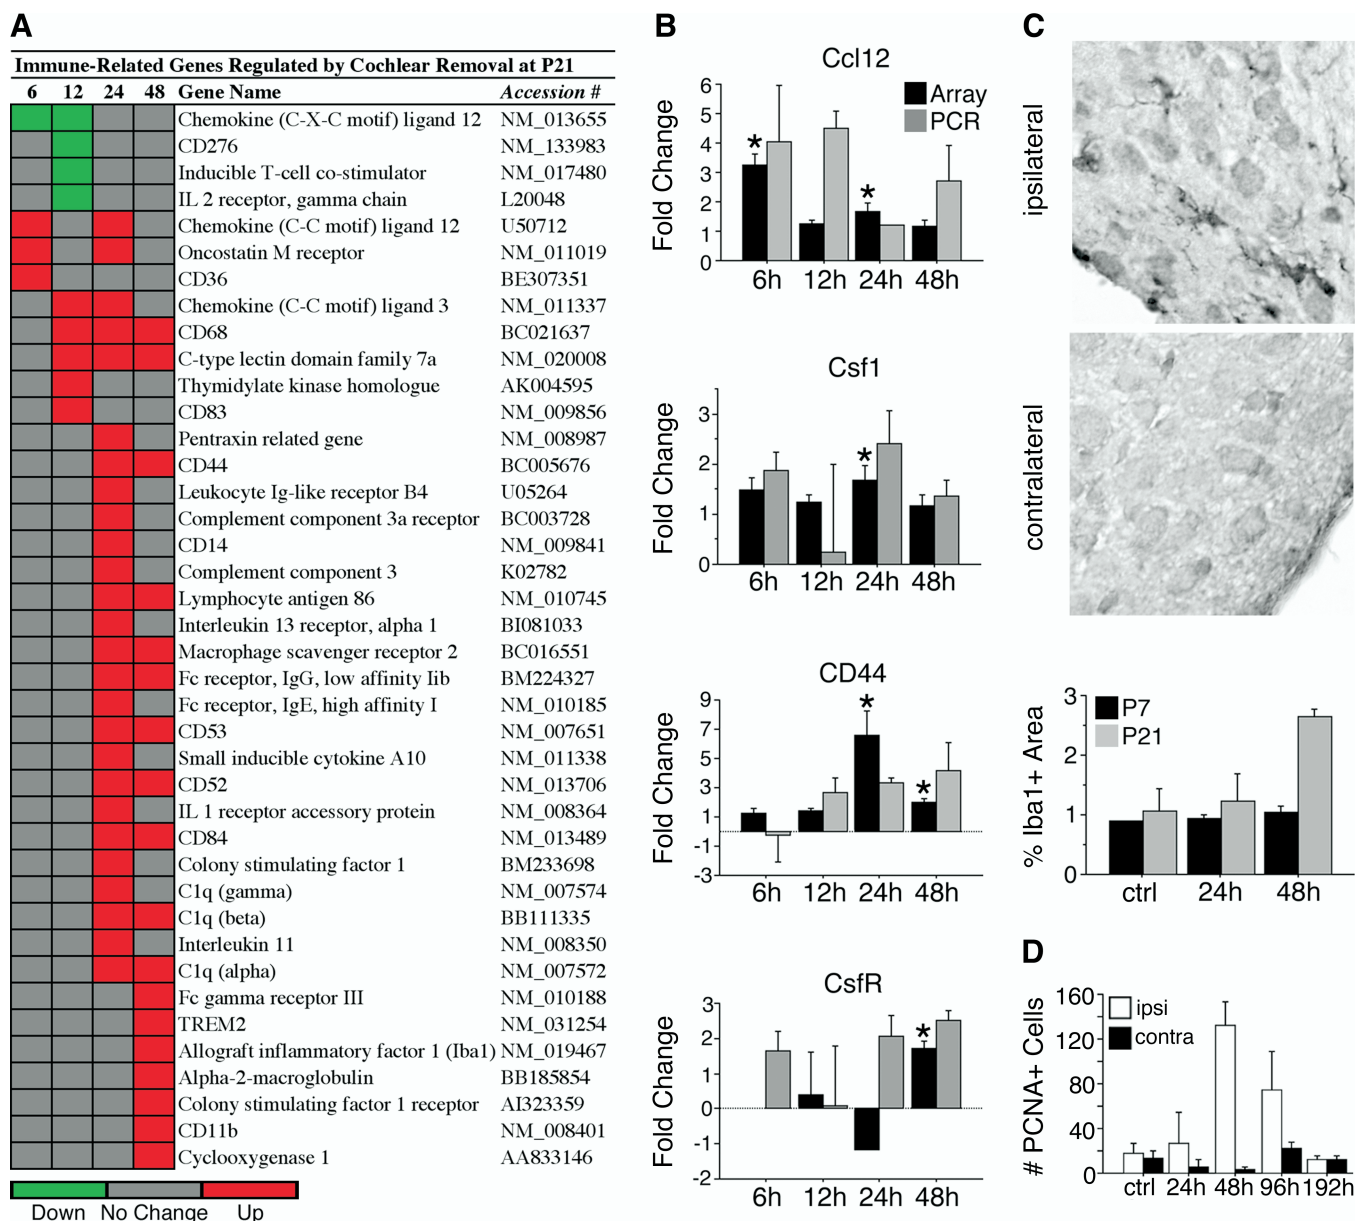 A
Immune-Related Genes Regulated by Cochlear Removal at P21
6 12 24 48 Gene Name Accession #
Chemokine (C-X-C motif) ligand 12 NM_013655
CD276 NM_133983
Inducible T-cell co-stimulator NM_017480
IL 2 receptor, gamma chain L20048
Chemokine (C-C motif) ligand 12 U50712
Oncostatin M receptor NM_011019
CD36 BE307351
Chemokine (C-C motif) ligand 3 NM_011337
CD68 BC021637
C-type lectin domain family 7a NM_020008
Thymidylate kinase homologue AK004595
CD83 NM_009856
Pentraxin related gene NM_008987
CD44 BC005676
Leukocyte Ig-like receptor B4 U05264
Complement component 3a receptor BC003728
CD14 NM_009841
Complement component 3 K02782
Lymphocyte antigen 86 NM_010745
Interleukin 13 receptor, alpha 1 BI081033
Macrophage scavenger receptor 2 BC016551
Fc receptor, IgG, low affinity Iib BM224327
Fc receptor, IgE, high affinity I NM_010185
CD53 NM_007651
Small inducible cytokine A10 NM_011338
CD52 NM_013706
IL 1 receptor accessory protein NM_008364
CD84 NM_013489
Colony stimulating factor 1 BM233698
C1q (gamma) NM_007574
C1q (beta) BB111335
Interleukin 11 NM_008350
C1q (alpha) NM_007572
Fc gamma receptor III NM_010188
TREM2 NM_031254
Allograft inflammatory factor 1 (Iba1) NM_019467
Alpha-2-macroglobulin BB185854
Colony stimulating factor 1 receptor AI323359
CD11b NM_008401
Cyclooxygenase 1 AA833146
Down No Change Up
B
Ccl12
Fold Change
6
5
4
3
2
1
0
Array
PCR
*
*
6h 12h 24h 48h
Csf1
Fold Change
3
2
1
0
*
6h 12h 24h 48h
CD44
Fold Change
9
7
5
3
1
-1
-3
*
*
6h 12h 24h 48h
CsfR
Fold Change
3
2
1
0
-1
-2
*
6h 12h 24h 48h
C
ipsilateral
contralateral
% Iba1+ Area
3
2
1
0
P7
P21
ctrl 24h 48h
D
# PCNA+ Cells
160
120
80
40
0
ipsi
contra
ctrl 24h 48h 96h 192h